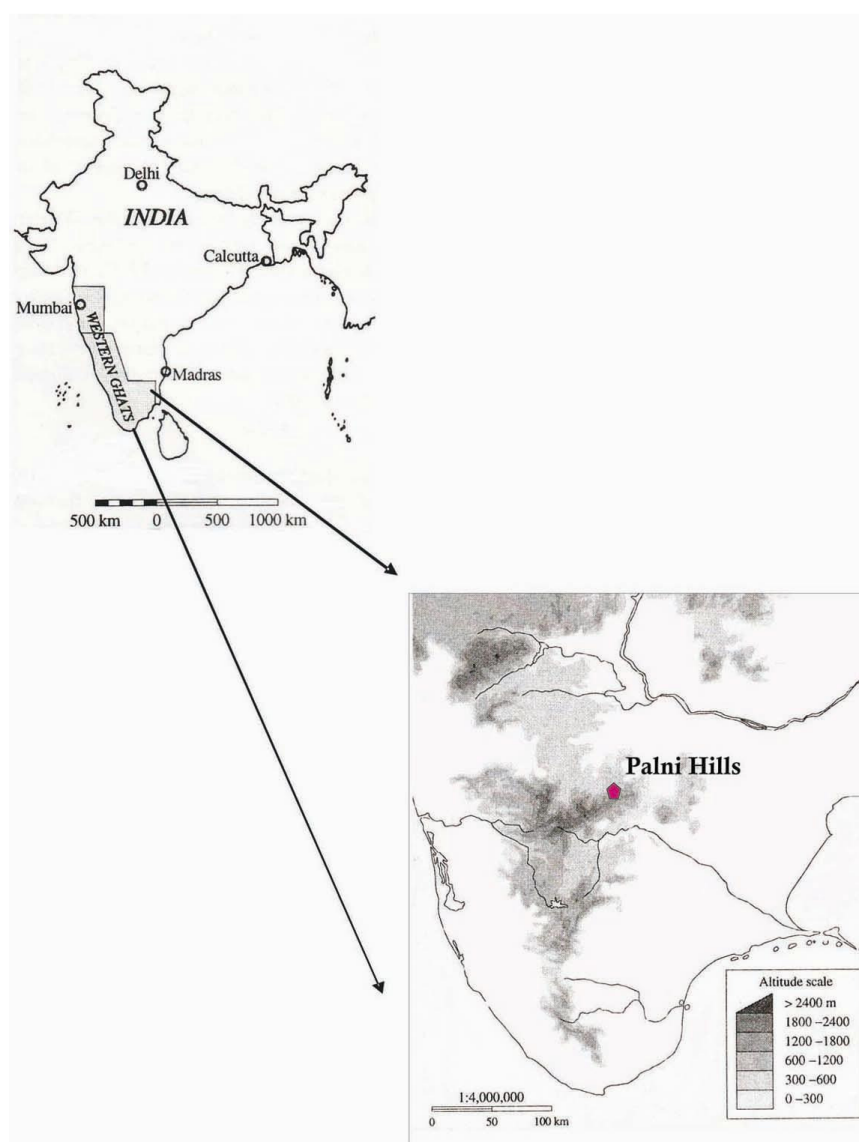 Delhi
INDIA
Calcutta
Mumbai
WESTERN GHATS
Madras
500 km 0 500 1000 km
Palni Hills
Altitude scale
> 2400 m
1800 –2400
1200 –1800
600 –1200
300 –600
0 –300
1:4,000,000
0 50 100 km